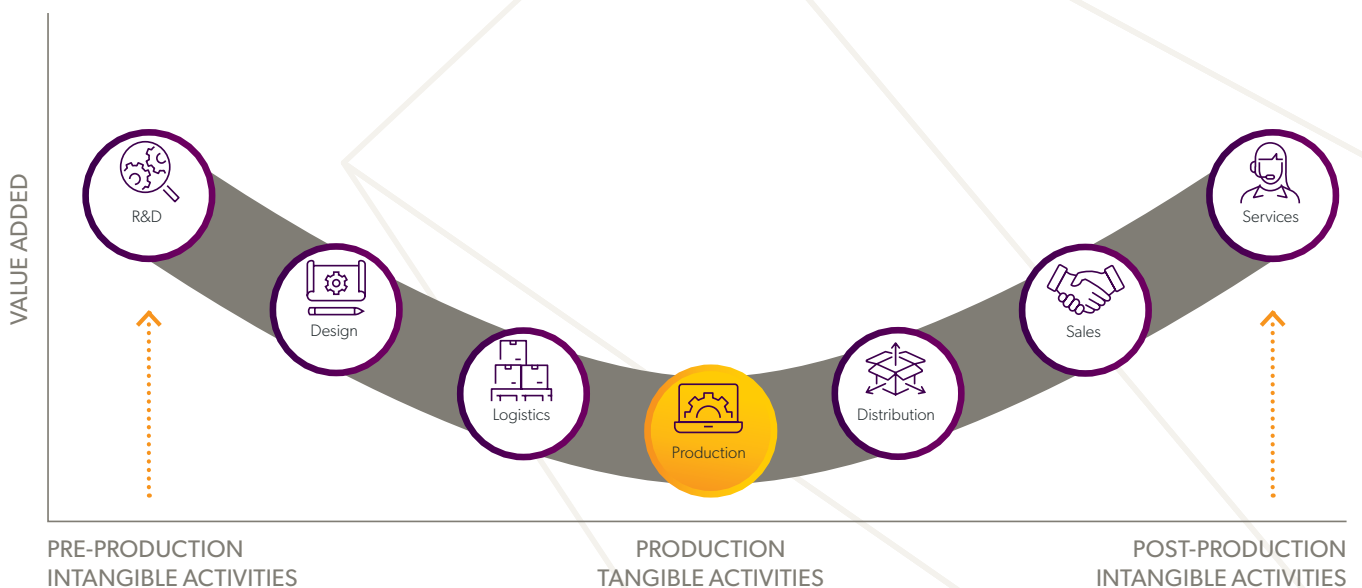 VALUE ADDED
R&D
Design
Logistics
Production
Distribution
Sales
Services
PRE-PRODUCTION
INTANGIBLE ACTIVITIES
PRODUCTION
TANGIBLE ACTIVITIES
POST-PRODUCTION
INTANGIBLE ACTIVITIES